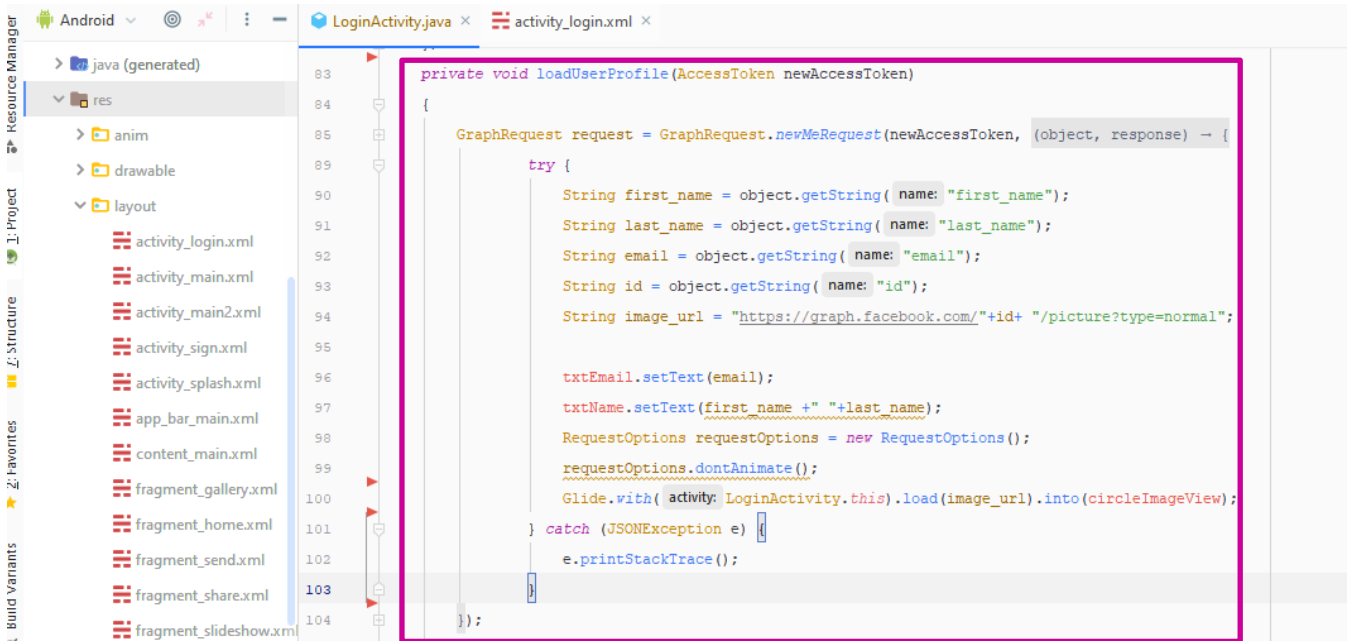 Android
LoginActivity.java
activity_login.xml
Resource Manager
1: Project
7: Structure
2: Favorites
Build Variants
java (generated)
res
anim
drawable
layout
activity_login.xml
activity_main.xml
activity_main2.xml
activity_sign.xml
activity_splash.xml
app_bar_main.xml
content_main.xml
fragment_gallery.xml
fragment_home.xml
fragment_send.xml
fragment_share.xml
fragment_slideshow.xml
83 private void loadUserProfile(AccessToken newAccessToken)
84 {
85 GraphRequest request = GraphRequest.newMeRequest(newAccessToken, (object, response) → {
89 try {
90 String first_name = object.getString( name: "first_name");
91 String last_name = object.getString( name: "last_name");
92 String email = object.getString( name: "email");
93 String id = object.getString( name: "id");
94 String image_url = "https://graph.facebook.com/"+id+ "/picture?type=normal";
95
96 txtEmail.setText(email);
97 txtName.setText(first_name +" "+last_name);
98 RequestOptions requestOptions = new RequestOptions();
99 requestOptions.dontAnimate();
100 Glide.with( activity: LoginActivity.this).load(image_url).into(circleImageView);
101 } catch (JSONException e) {
102 e.printStackTrace();
103 }
104 });